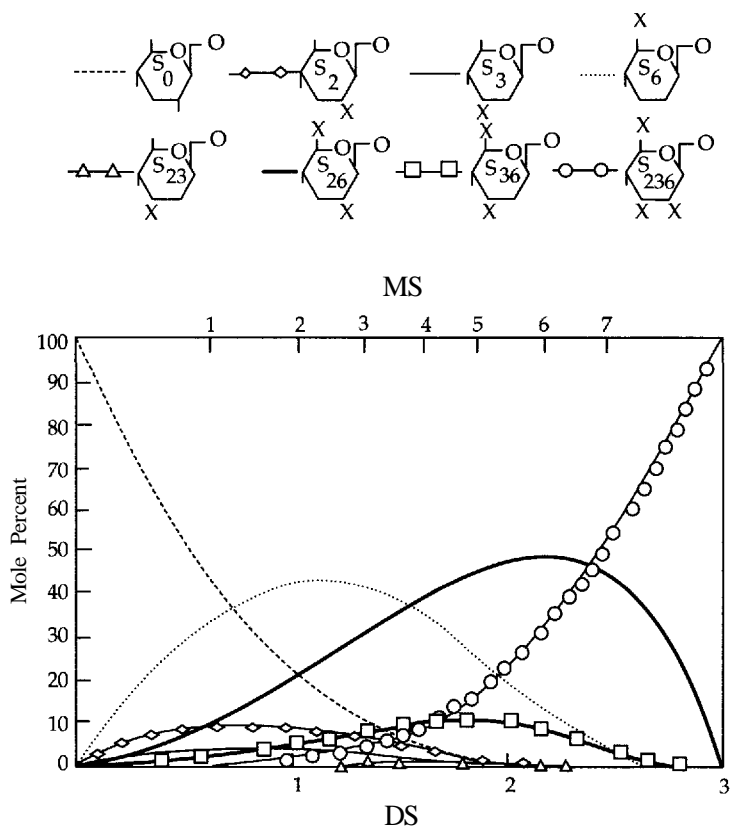 X
O O O O O O O O
S0 S2 S3 S6
X X
X X X X
O O O O O O O O
S23 S26 S36 S236
X X X X X
MS
1 2 3 4 5 6 7
100
90
80
70
60
50
40
30
20
10
0
Mole Percent
1 2 3
DS